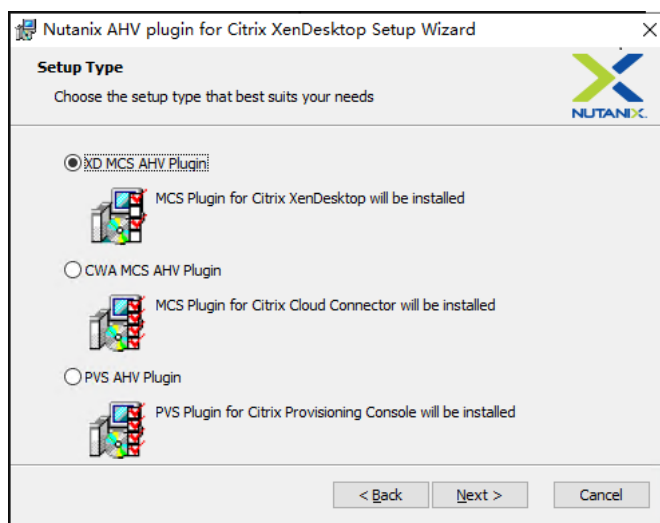 Nutanix AHV plugin for Citrix XenDesktop Setup Wizard
Setup Type
Choose the setup type that best suits your needs
NUTANIX.
XD MCS AHV Plugin
MCS Plugin for Citrix XenDesktop will be installed
CWA MCS AHV Plugin
MCS Plugin for Citrix Cloud Connector will be installed
PVS AHV Plugin
PVS Plugin for Citrix Provisioning Console will be installed
< Back Next > Cancel